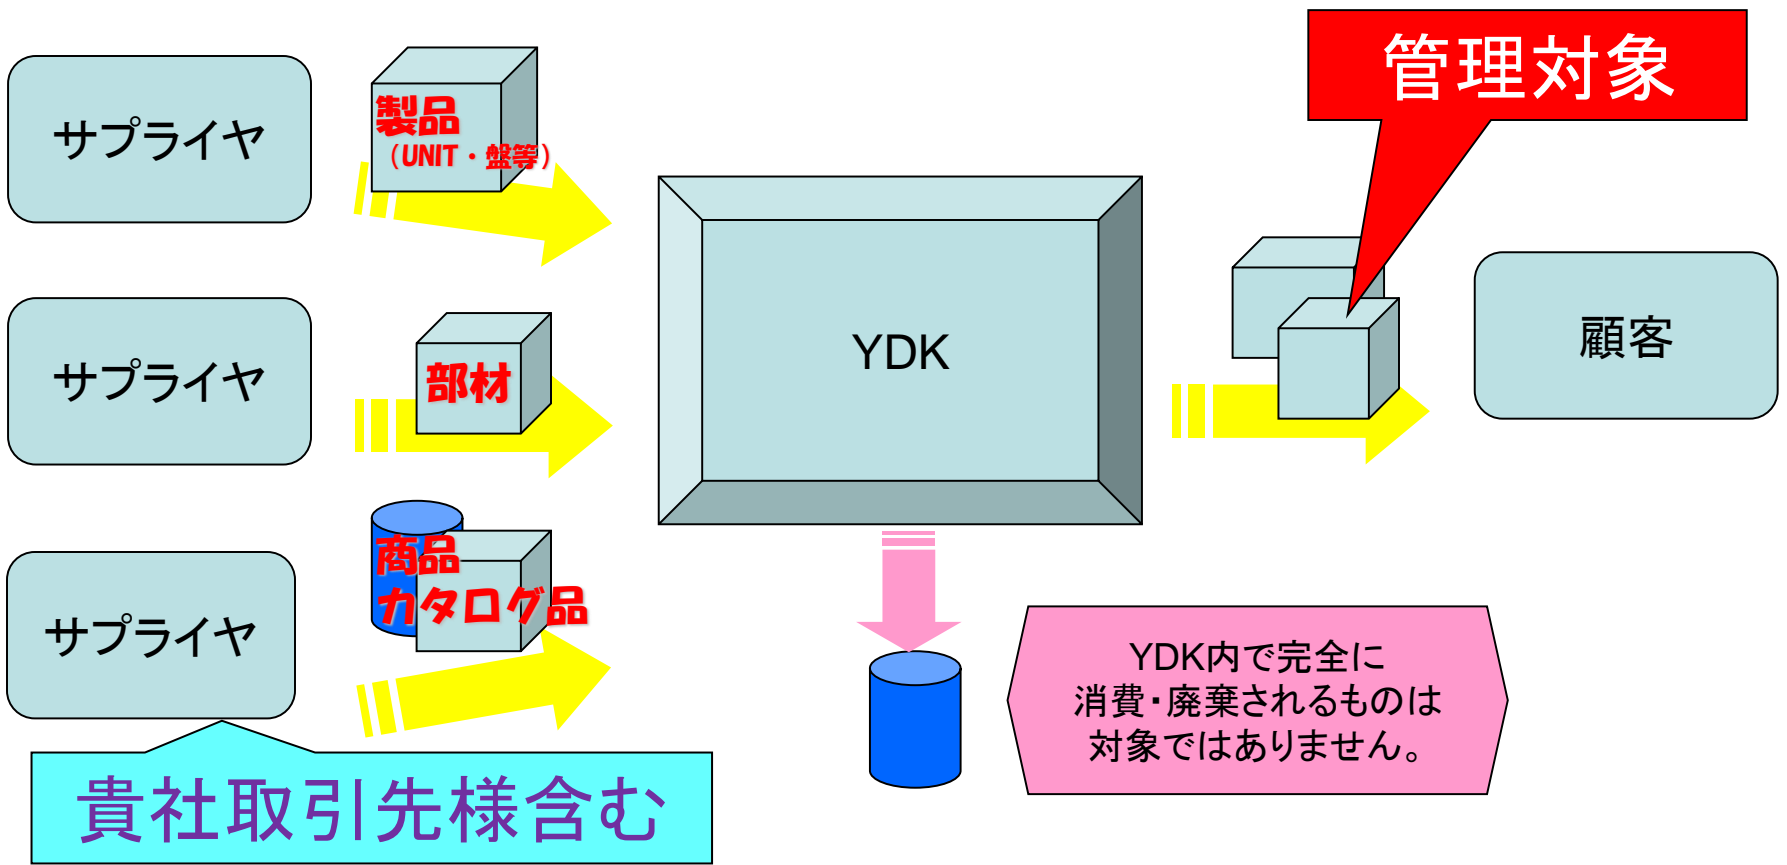 管理対象
サプライヤ
製品
（UNIT・盤等）
サプライヤ
部材
YDK
顧客
サプライヤ
商品
カタログ品
YDK内で完全に
消費・廃棄されるものは
対象ではありません。
貴社取引先様含む